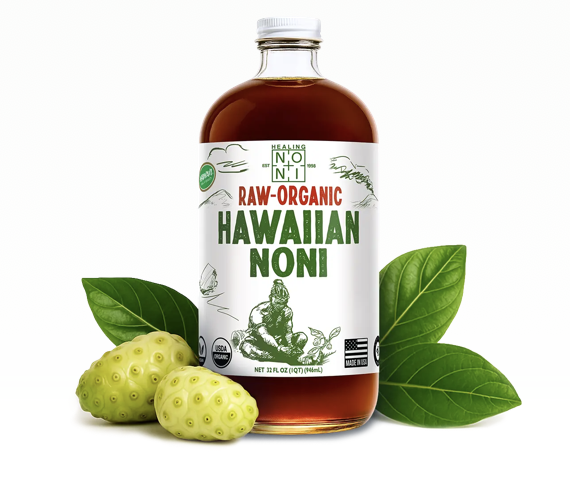 HEALING
NO
NI
EST 1998
RAW-ORGANIC
HAWAIIAN
NONI
USDA
ORGANIC
MADE IN USA
NET 32 FL OZ (1QT) (946mL)